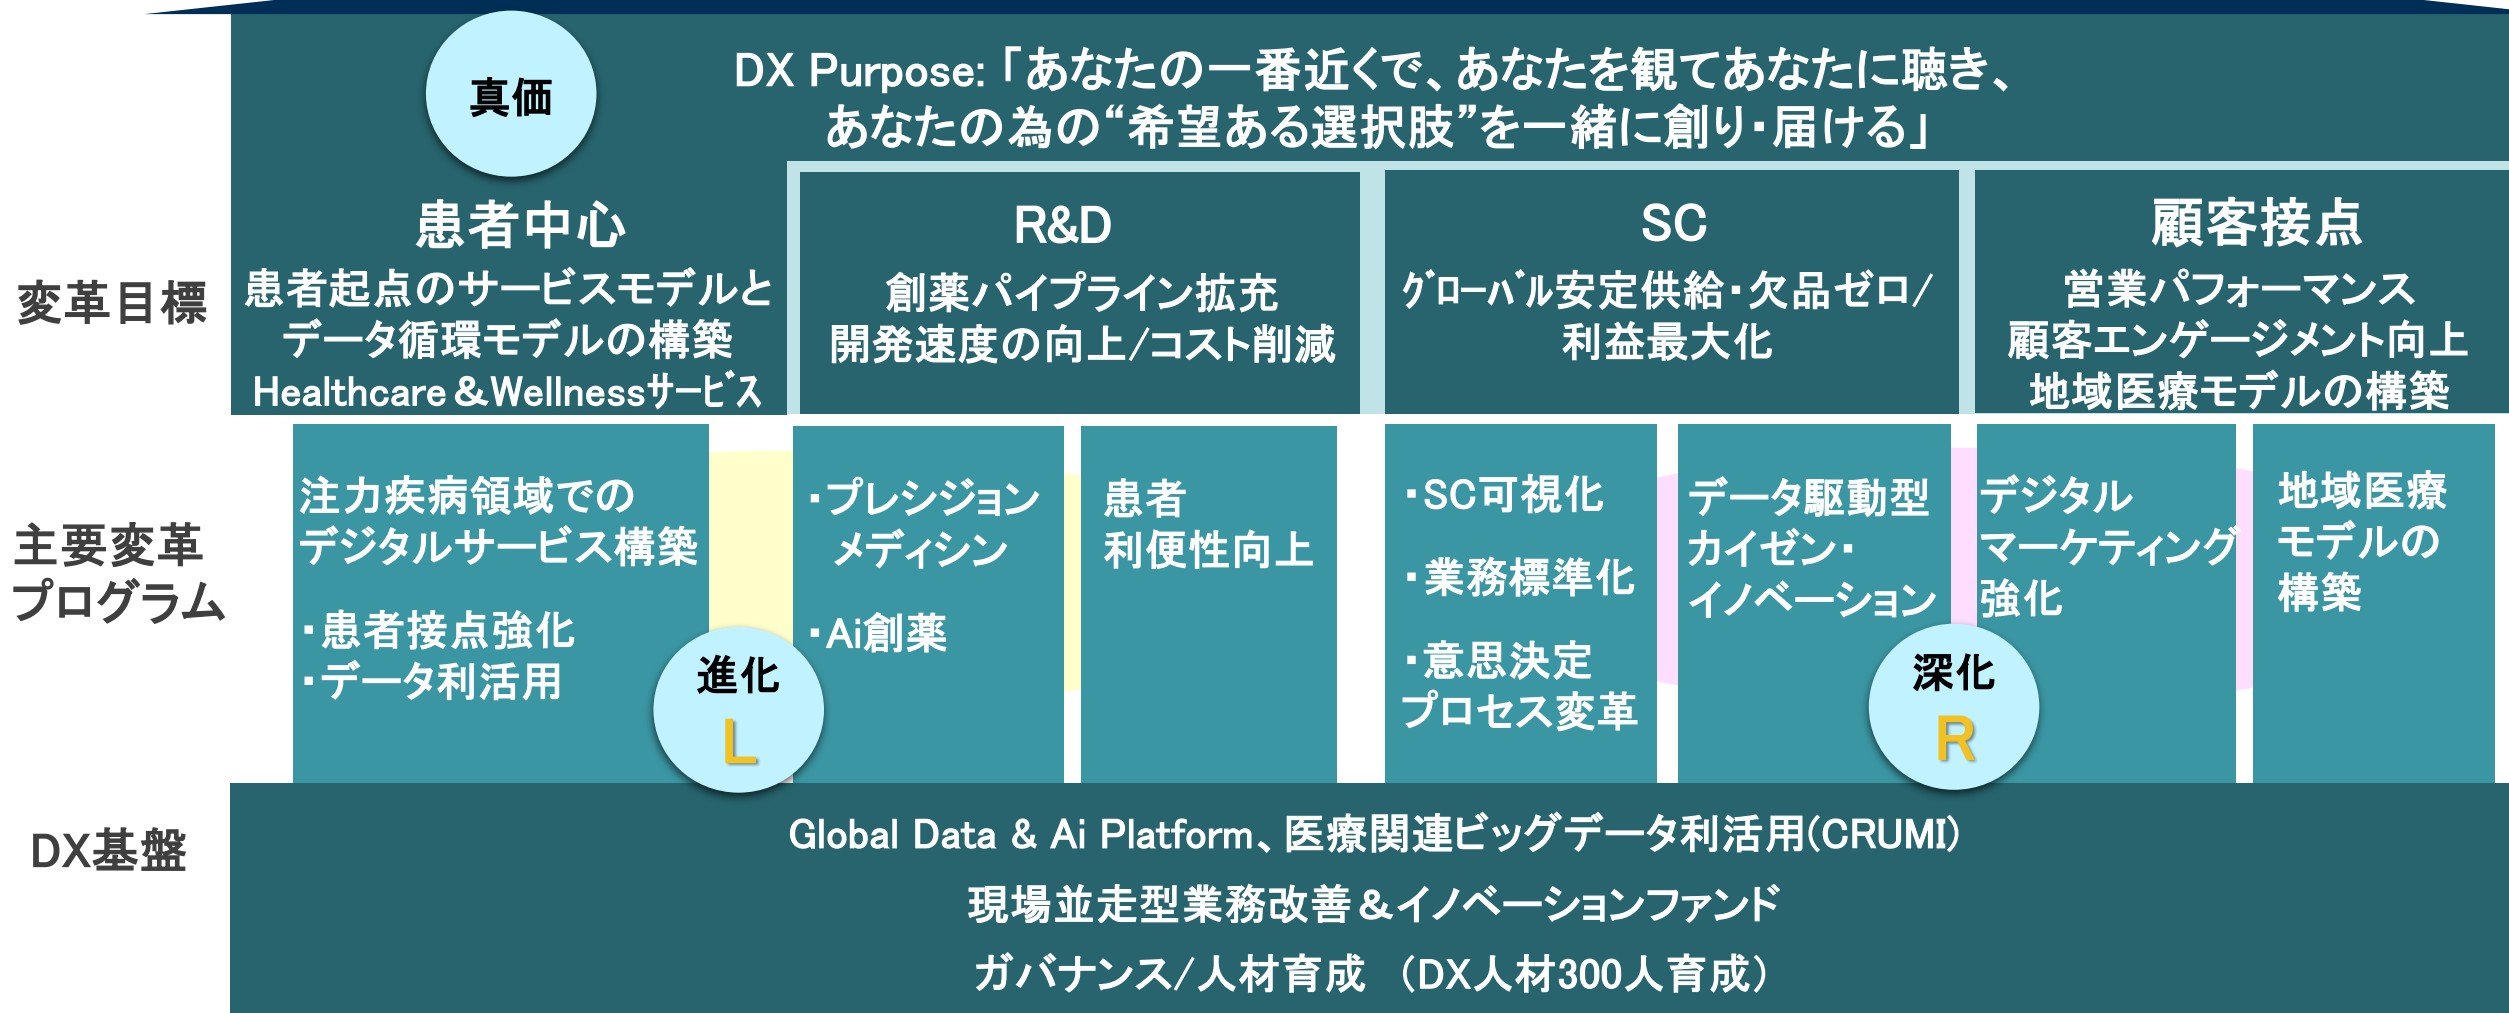 真価
DX Purpose: 「あなたの一番近くで、あなたを観てあなたに聴き、
あなたの為の“希望ある選択肢”を一緒に創り・届ける」
変革目標
患者中心
患者起点のサービスモデルと
データ循環モデルの構築
Healthcare &Wellnessｻｰﾋﾞｽ
R&D
創薬パイプライン拡充
開発速度の向上/コスト削減
SC
ｸﾞﾛｰﾊﾞﾙ安定供給・欠品ゼロ/
利益最大化
顧客接点
営業パフォーマンス
顧客エンゲージメント向上
地域医療モデルの構築
主要変革
プログラム
注力疾病領域での
デジタルサービス構築
・患者接点強化
・データ利活用
進化
L
・プレシジョン
メディシン
・Ai創薬
患者
利便性向上
・SC可視化
・業務標準化
・意思決定
プロセス変革
データ駆動型
カイゼン・
イノベーション
深化
R
デジタル
マーケティング
強化
地域医療
モデルの
構築
DX基盤
Global Data & Ai Platform、医療関連ビッグデータ利活用(CRUMI)
現場並走型業務改善&イノベーションファンド
ガバナンス/人材育成 （DX人材300人育成）